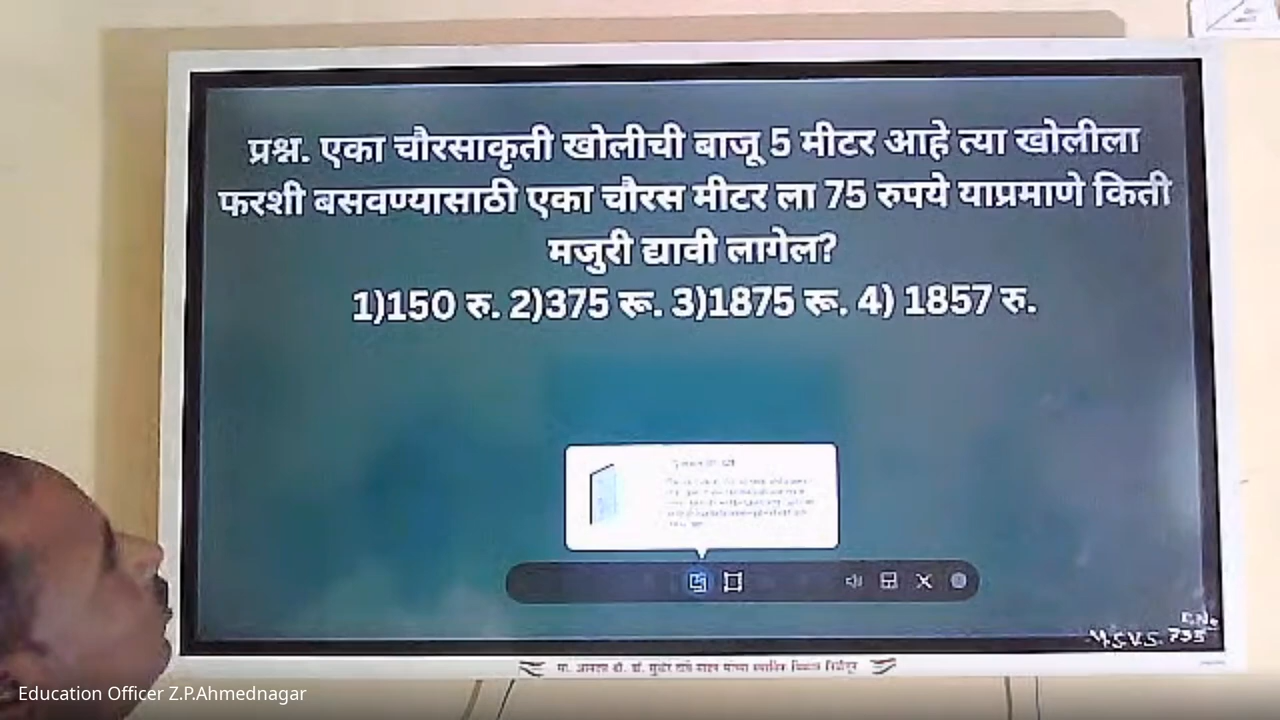 प्रश्न. एका चौरसाकृती खोलीची बाजू 5 मीटर आहे त्या खोलीला
फरशी बसवण्यासाठी एका चौरस मीटर ला 75 रुपये याप्रमाणे किती
मजुरी द्यावी लागेल?
1)150 रु. 2)375 रू. 3)1875 रू. 4) 1857 रु.
Education Officer Z.P.Ahmednagar